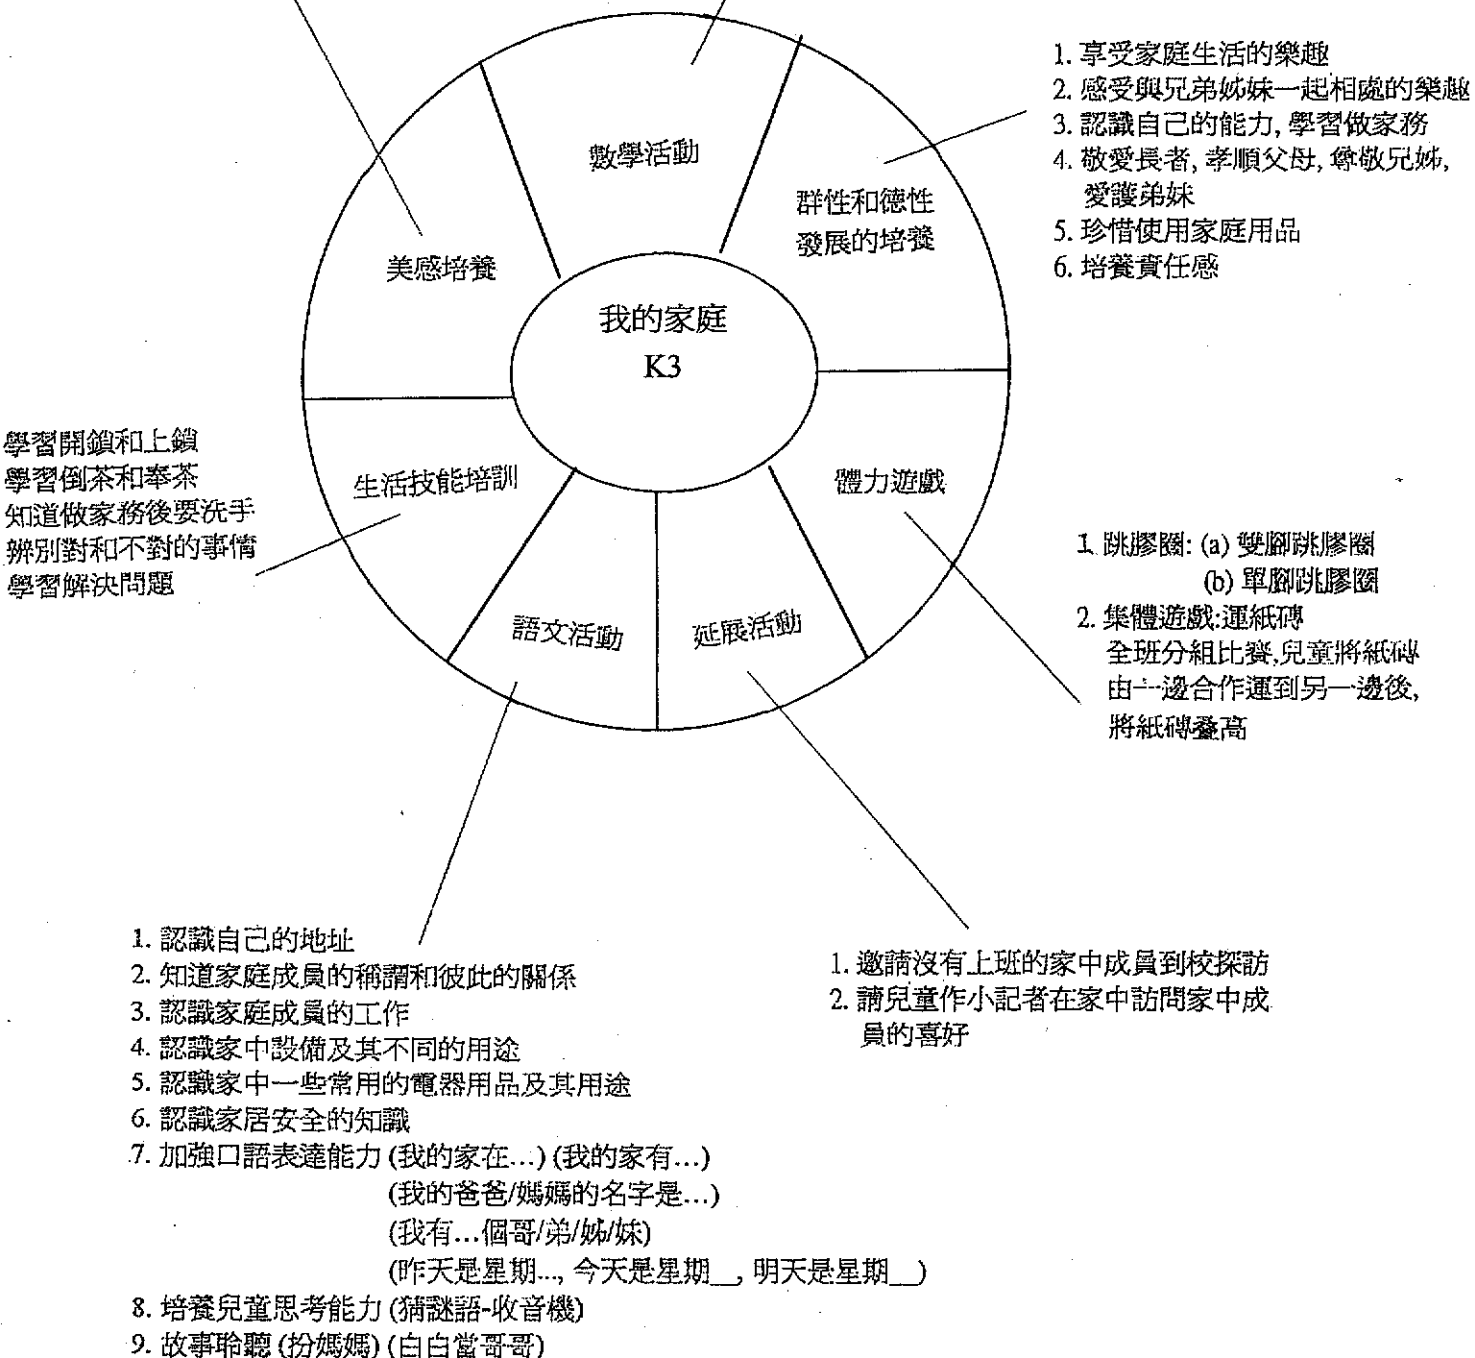 數學活動
群性和德性
發展的培養
美感培養
我的家庭
K3
生活技能培訓
體力遊戲
語文活動
延展活動
1. 享受家庭生活的樂趣
2. 感受與兄弟姊妹一起相處的樂趣
3. 認識自己的能力, 學習做家務
4. 敬愛長者, 孝順父母, 尊敬兄姊,
愛護弟妹
5. 珍惜使用家庭用品
6. 培養責任感
學習開鎖和上鎖
學習倒茶和奉茶
知道做家務後要洗手
辨別對和不對的事情
學習解決問題
1. 跳膠圈: (a) 雙腳跳膠圈
(b) 單腳跳膠圈
2. 集體遊戲:運紙磚
全班分組比賽,兒童將紙磚
由一邊合作運到另一邊後,
將紙磚疊高
1. 認識自己的地址
2. 知道家庭成員的稱謂和彼此的關係
3. 認識家庭成員的工作
4. 認識家中設備及其不同的用途
5. 認識家中一些常用的電器用品及其用途
6. 認識家居安全的知識
7. 加強口語表達能力 (我的家在...) (我的家有...)
(我的爸爸/媽媽的名字是...)
(我有...個哥/弟/姊/妹)
(昨天是星期..., 今天是星期__, 明天是星期__)
8. 培養兒童思考能力 (猜謎語-收音機)
9. 故事聆聽 (扮媽媽) (白白當哥哥)
1. 邀請沒有上班的家中成員到校探訪
2. 請兒童作小記者在家中訪問家中成
員的喜好